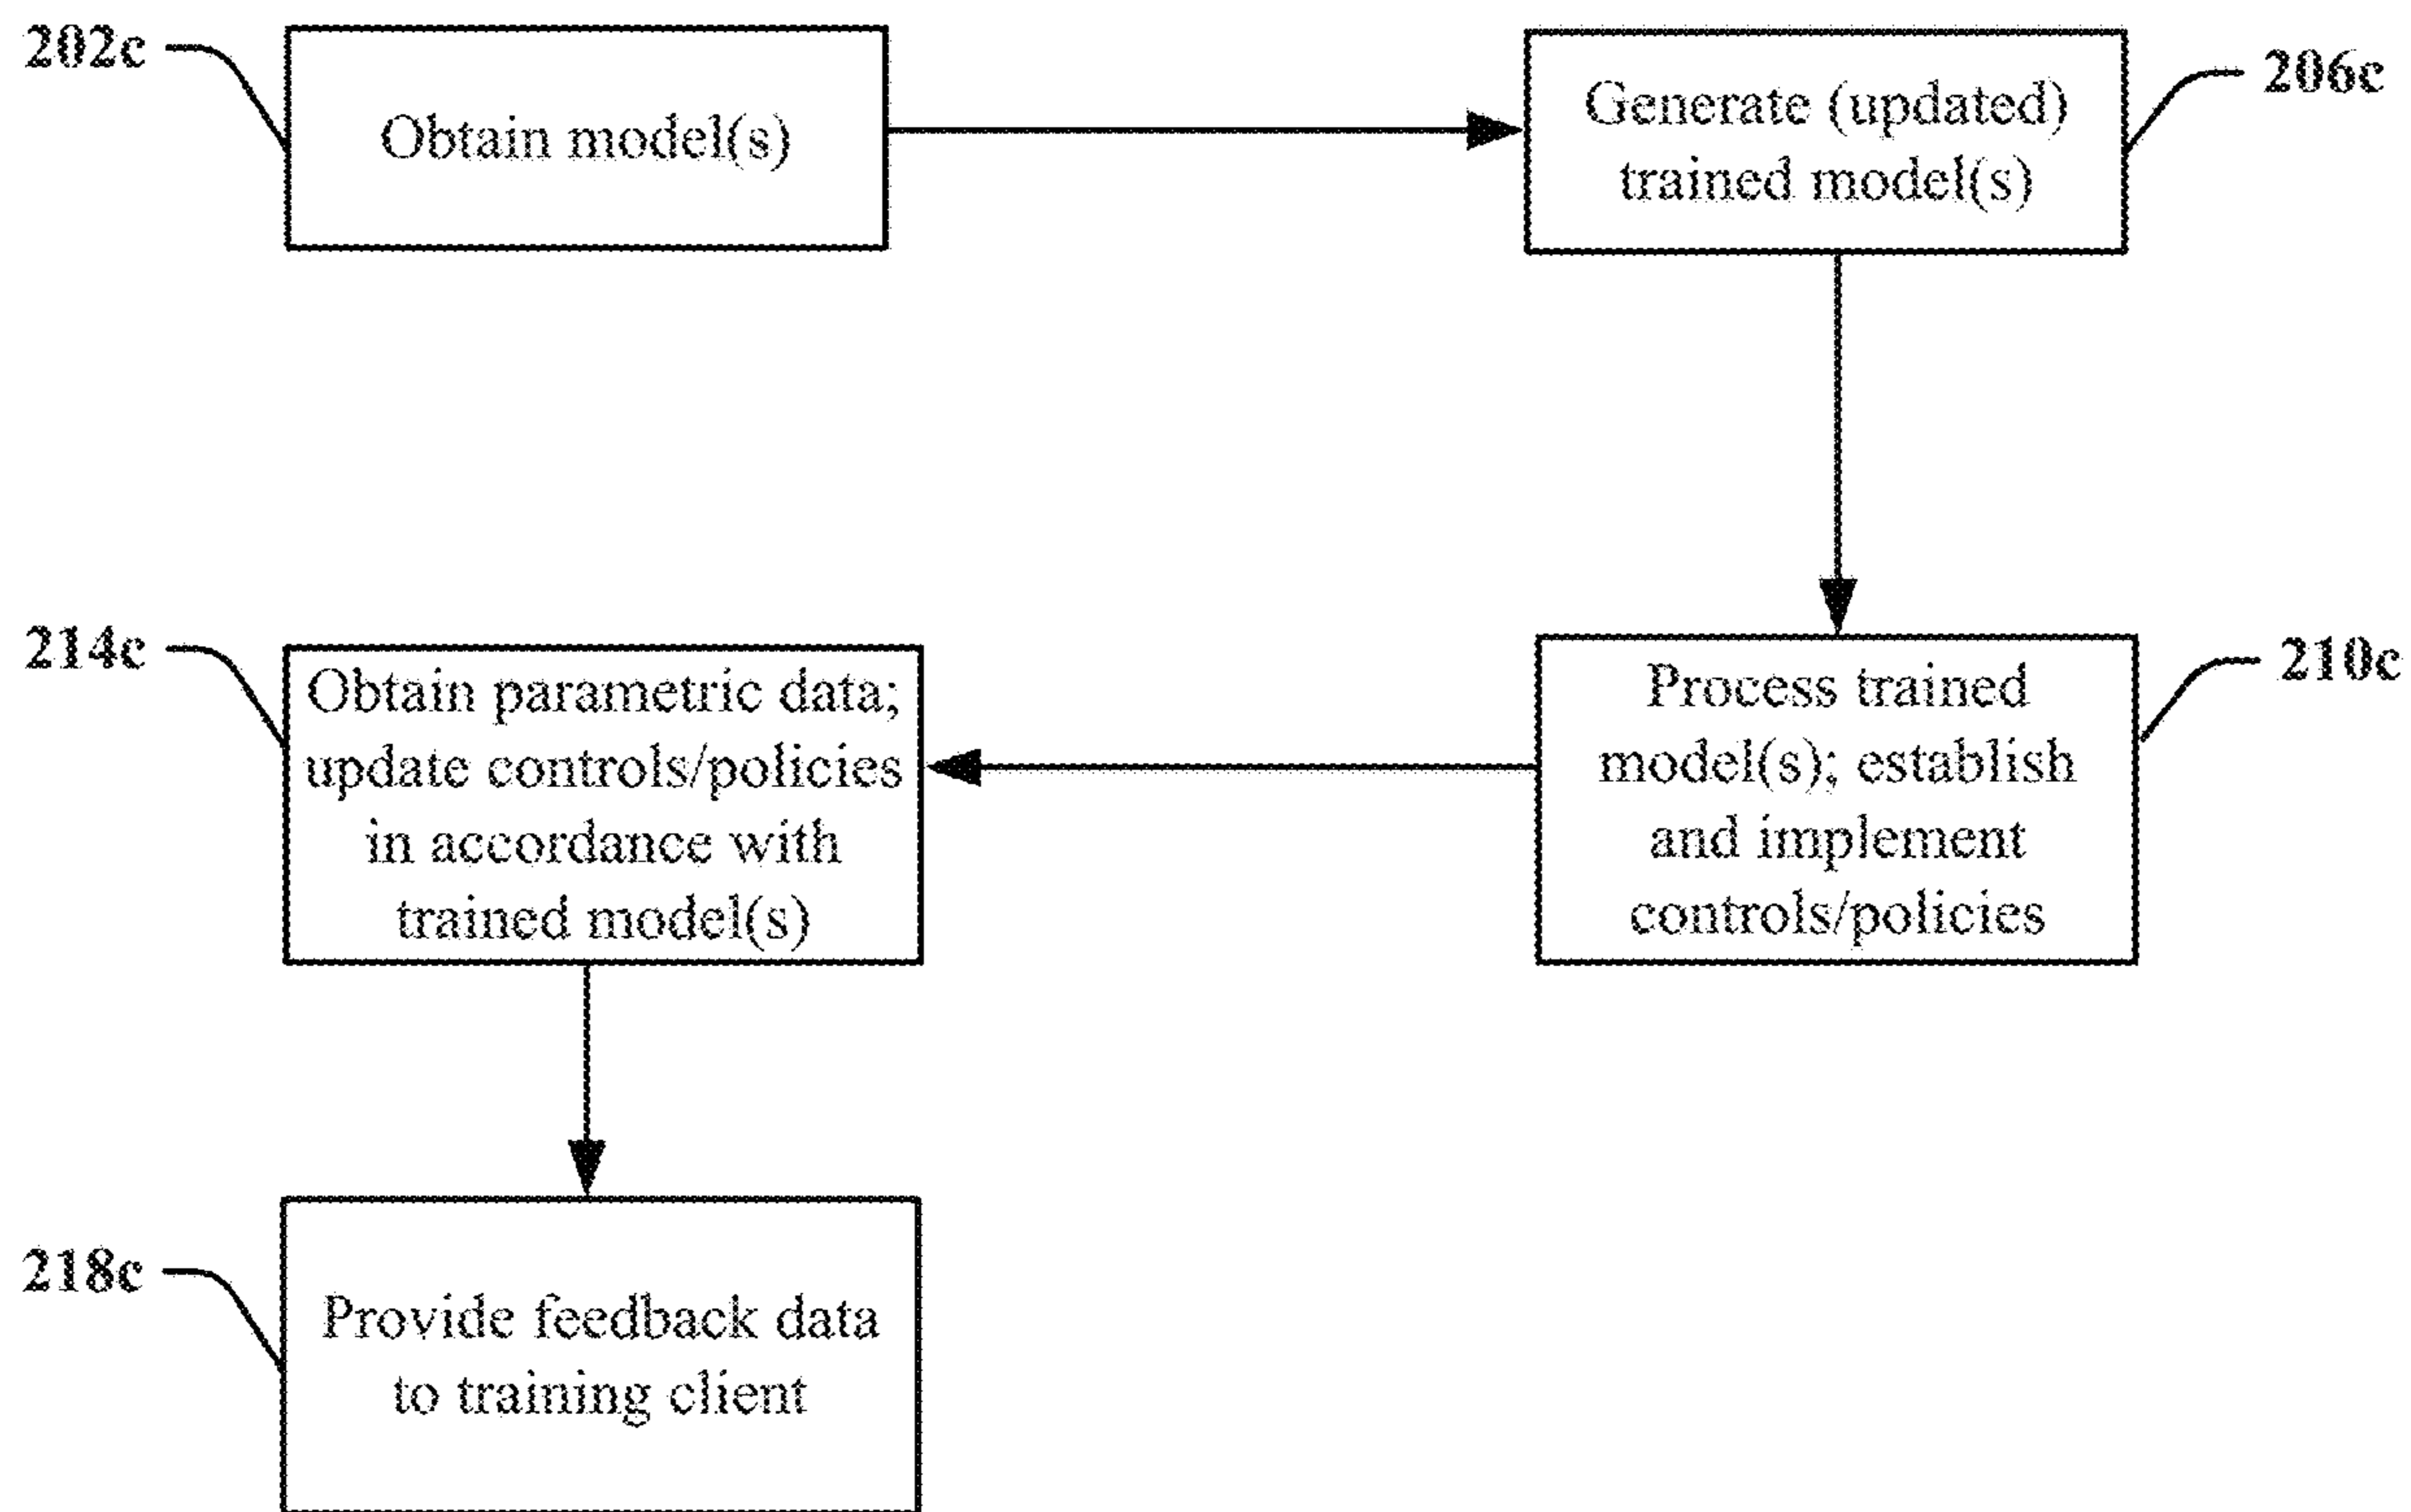 202c
Obtain model(s)
Generate (updated)
trained model(s)
206c
214c
Obtain parametric data;
update controls/policies
in accordance with
trained model(s)
Process trained
model(s); establish
and implement
controls/policies
210c
218c
Provide feedback data
to training client